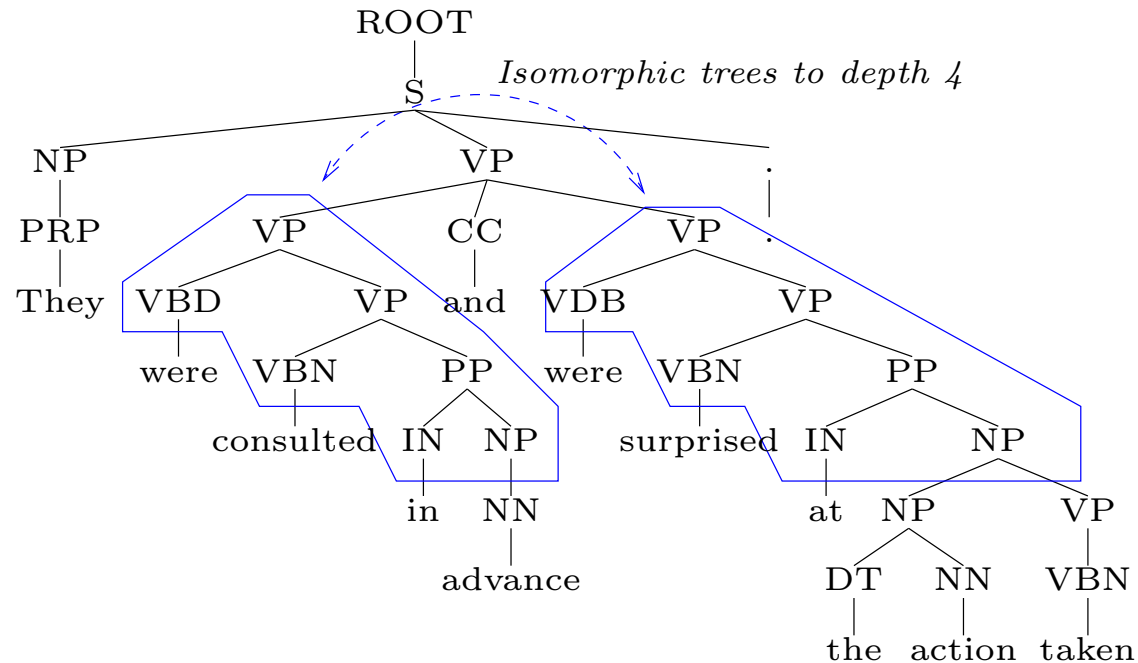 ROOT
Isomorphic trees to depth 4
S
NP VP .
PRP VP CC VP .
They VBD VP and VDB VP
were VBN PP were VBN PP
consulted IN NP surprised IN NP
in NN at NP VP
advance DT NN VBN
the action taken